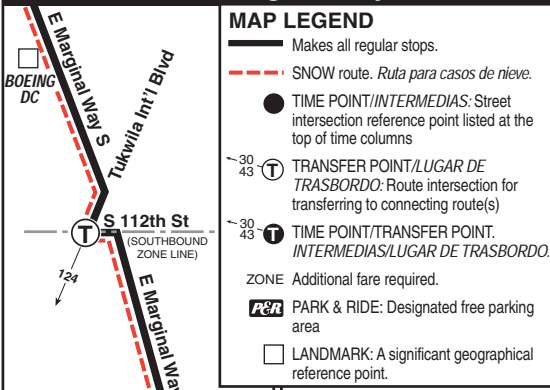 E Marginal Way S
BOEING
DC
Tukwila Int'l Blvd
T
S 112th St
(SOUTHBOUND
ZONE LINE)
124
E Marginal Way
MAP LEGEND
Makes all regular stops.
SNOW route. Ruta para casos de nieve.
TIME POINT/INTERMEDIAS: Street
intersection reference point listed at the
top of time columns
30
43 T
TRANSFER POINT/LUGAR DE
TRASBORDO: Route intersection for
transferring to connecting route(s)
30
43 T
TIME POINT/TRANSFER POINT.
INTERMEDIAS/LUGAR DE TRASBORDO.
ZONE Additional fare required.
P&R PARK & RIDE: Designated free parking
area
LANDMARK: A significant geographical
reference point.